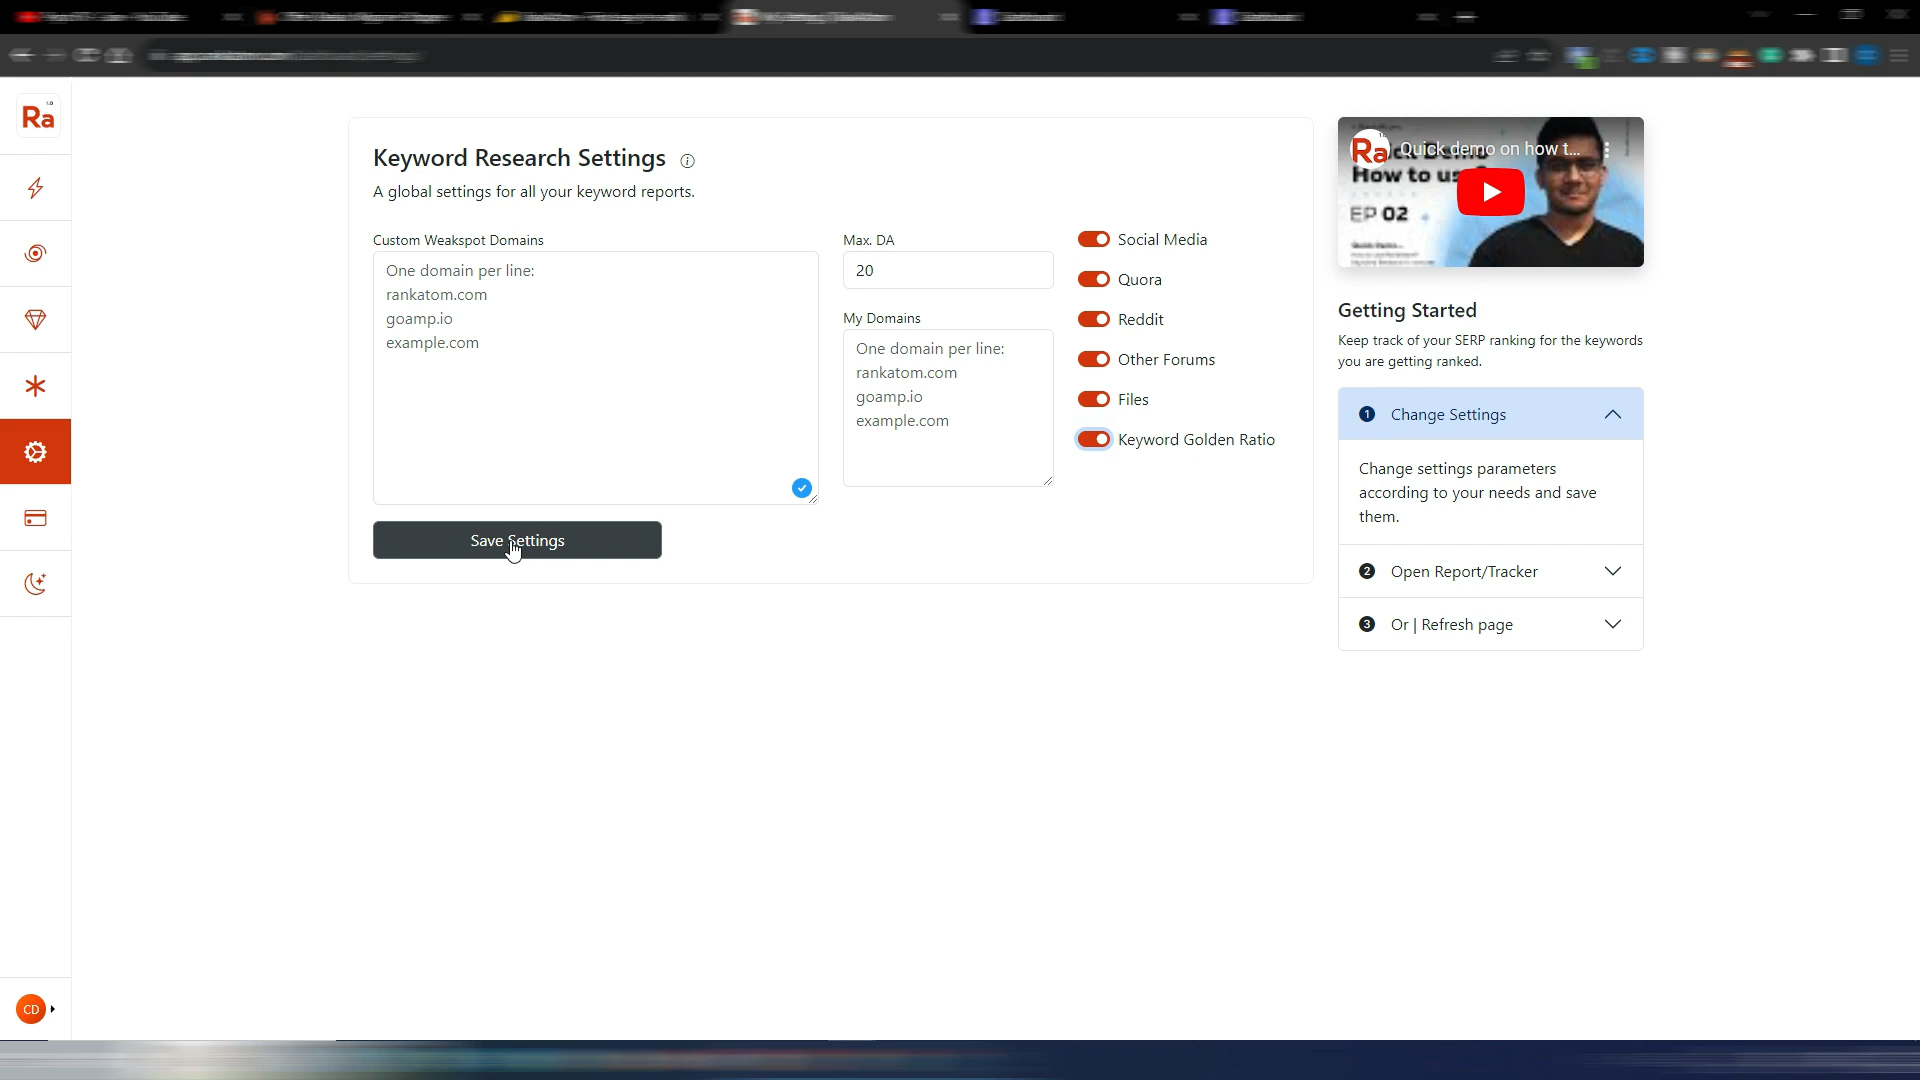 Ra
1.0
Keyword Research Settings
A global settings for all your keyword reports.
Custom Weakspot Domains
One domain per line:
rankatom.com
goamp.io
example.com
Max. DA
20
My Domains
One domain per line:
rankatom.com
goamp.io
example.com
Social Media
Quora
Reddit
Other Forums
Files
Keyword Golden Ratio
Save Settings
Ra
Quick demo on how t...
How to us
EP 02
Getting Started
Keep track of your SERP ranking for the keywords
you are getting ranked.
1 Change Settings
Change settings parameters
according to your needs and save
them.
2 Open Report/Tracker
3 Or | Refresh page
CD